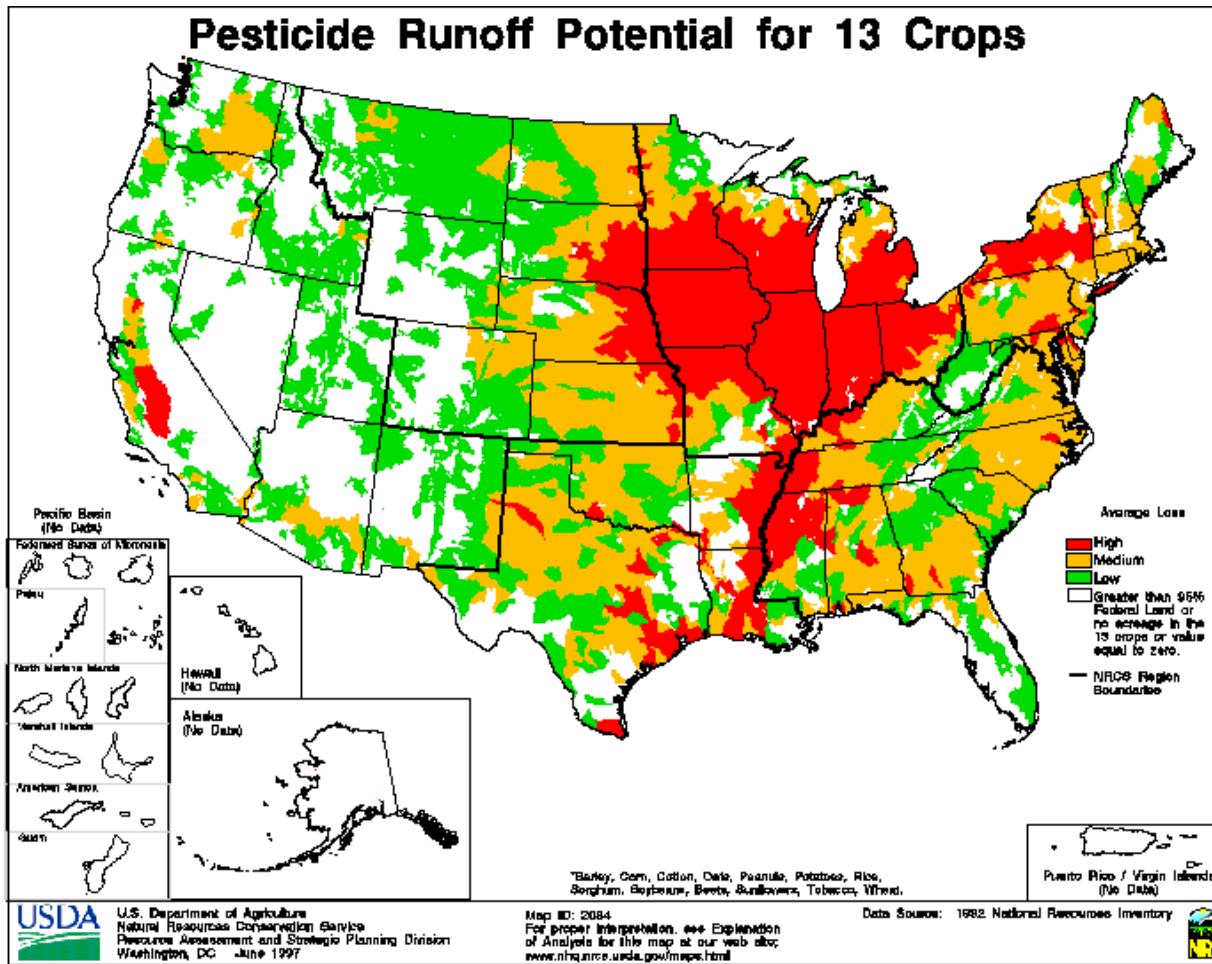 Pesticide Runoff Potential for 13 Crops
Average Loss
High
Medium
Low
Greater than 95%
Federal Land or
no acreage in the
13 crops or value
equal to zero.
NRCS Region
Boundaries
Pacific Basin
(No Data)
Federated States of Micronesia
Palau
North Mariana Islands
Marshall Islands
American Samoa
Guam
Hawaii
(No Data)
Alaska
(No Data)
Puerto Rico / Virgin Islands
(No Data)
*Barley, Corn, Cotton, Oats, Peanuts, Potatoes, Rice,
Sorghum, Soybeans, Beets, Sunflowers, Tobacco, Wheat.
USDA
U.S. Department of Agriculture
Natural Resources Conservation Service
Resource Assessment and Strategic Planning Division
Washington, DC June 1997
Map ID: 2084
For proper interpretation, see Explanation
of Analysis for this map at our web site:
www.nhq.nrcs.usda.gov/maps.html
Data Source: 1992 National Resources Inventory